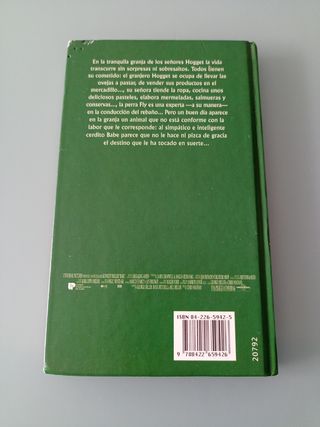 En la tranquila granja de los señores Hogget la vida
transcurre sin sorpresas ni sobresaltos. Todos tienen
su cometido: el granjero Hogget se ocupa de llevar las
ovejas a pastar, de vender sus productos en el
mercadillo..., su señora tiende la ropa, cocina unos
deliciosos pasteles, elabora mermeladas, salmueras y
conservas..., la perra Fly es una experta —a su manera—
en la conducción del rebaño... Pero un buen día aparece
en la granja un animal que no está conforme con la
labor que le corresponde: al simpático e inteligente
cerdito Babe parece que no le hace ni pizca de gracia
el destino que le ha tocado en suerte...
ISBN 84-226-5942-5
9 788422 659426
20792